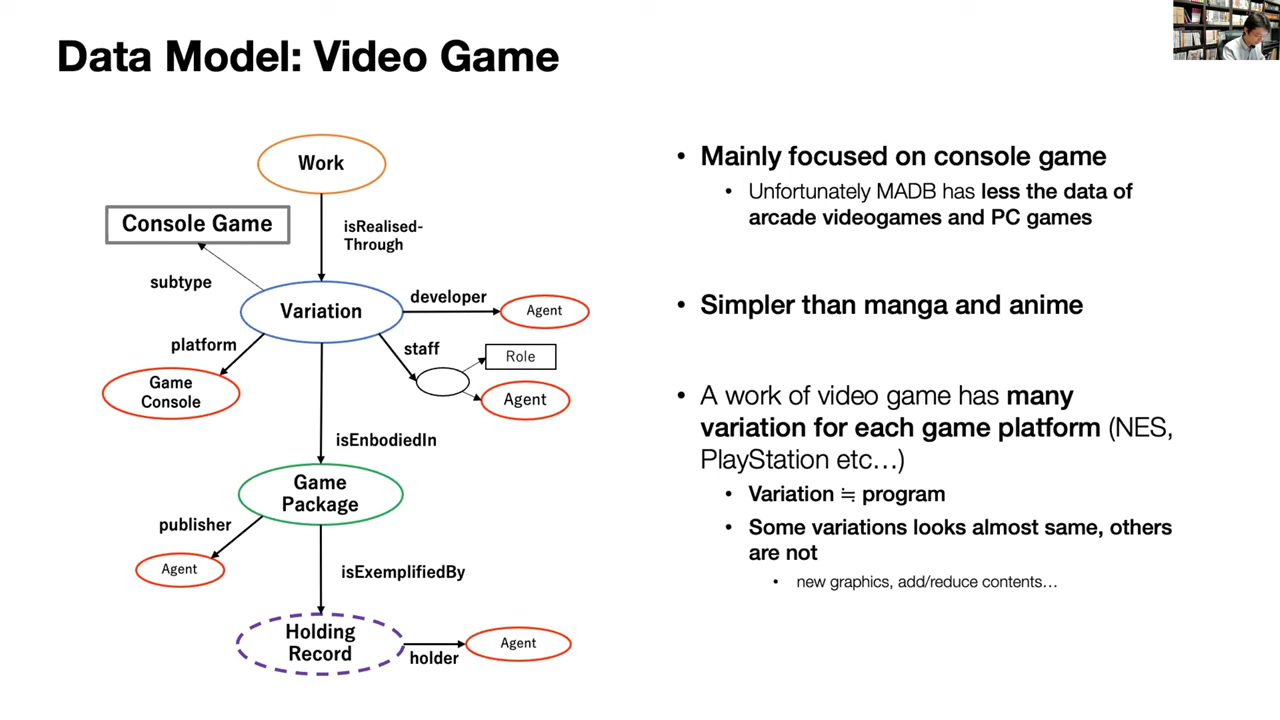 Data Model: Video Game
Work
Console Game
isRealised-
Through
subtype
Variation
developer
Agent
platform
staff
Role
Game
Console
Agent
isEnbodiedIn
Game
Package
publisher
Agent
isExemplifiedBy
Holding
Record
holder
Agent
• Mainly focused on console game
• Unfortunately MADB has less the data of
arcade videogames and PC games
• Simpler than manga and anime
• A work of video game has many
variation for each game platform (NES,
PlayStation etc…)
• Variation ≒ program
• Some variations looks almost same, others
are not
• new graphics, add/reduce contents…